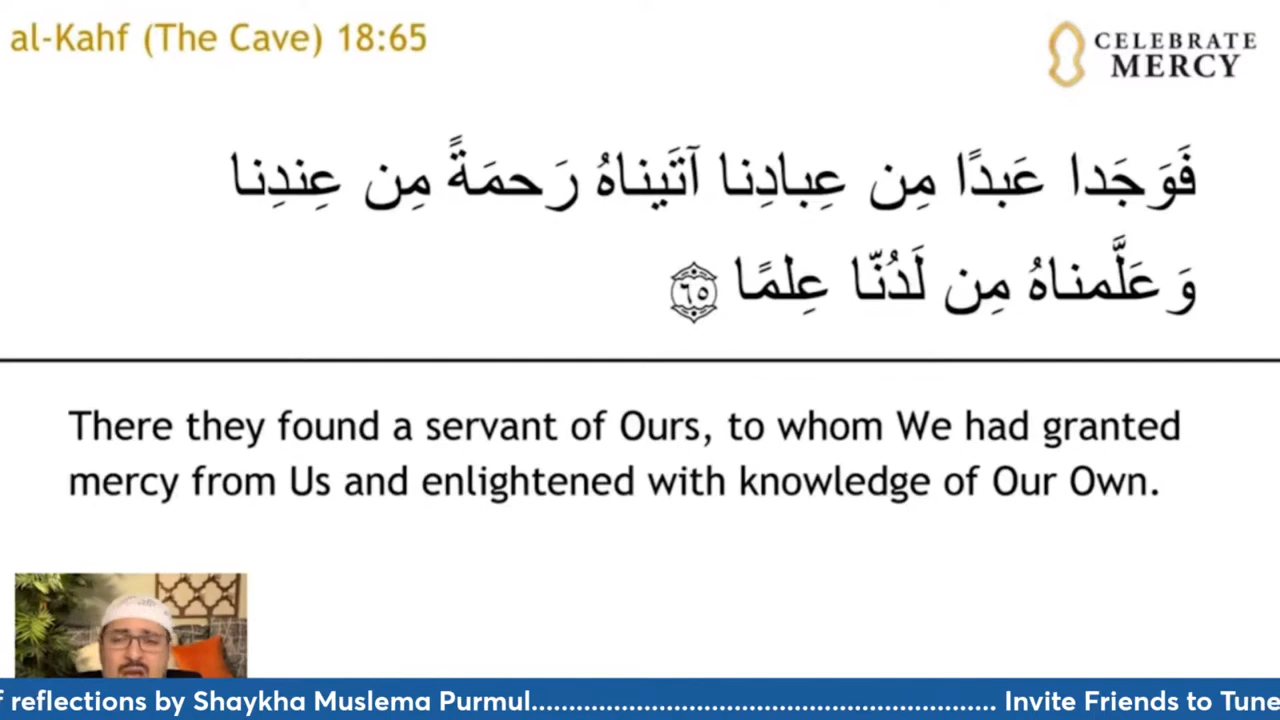 al-Kahf (The Cave) 18:65
CELEBRATE
MERCY
فَوَجَدا عَبدًا مِن عِبادِنا آتَيناهُ رَحمَةً مِن عِندِنا
وَعَلَّمناهُ مِن لَدُنّا عِلمًا ٦٥
There they found a servant of Ours, to whom We had granted
mercy from Us and enlightened with knowledge of Our Own.
f reflections by Shaykha Muslema Purmul.......................................................................... Invite Friends to Tune